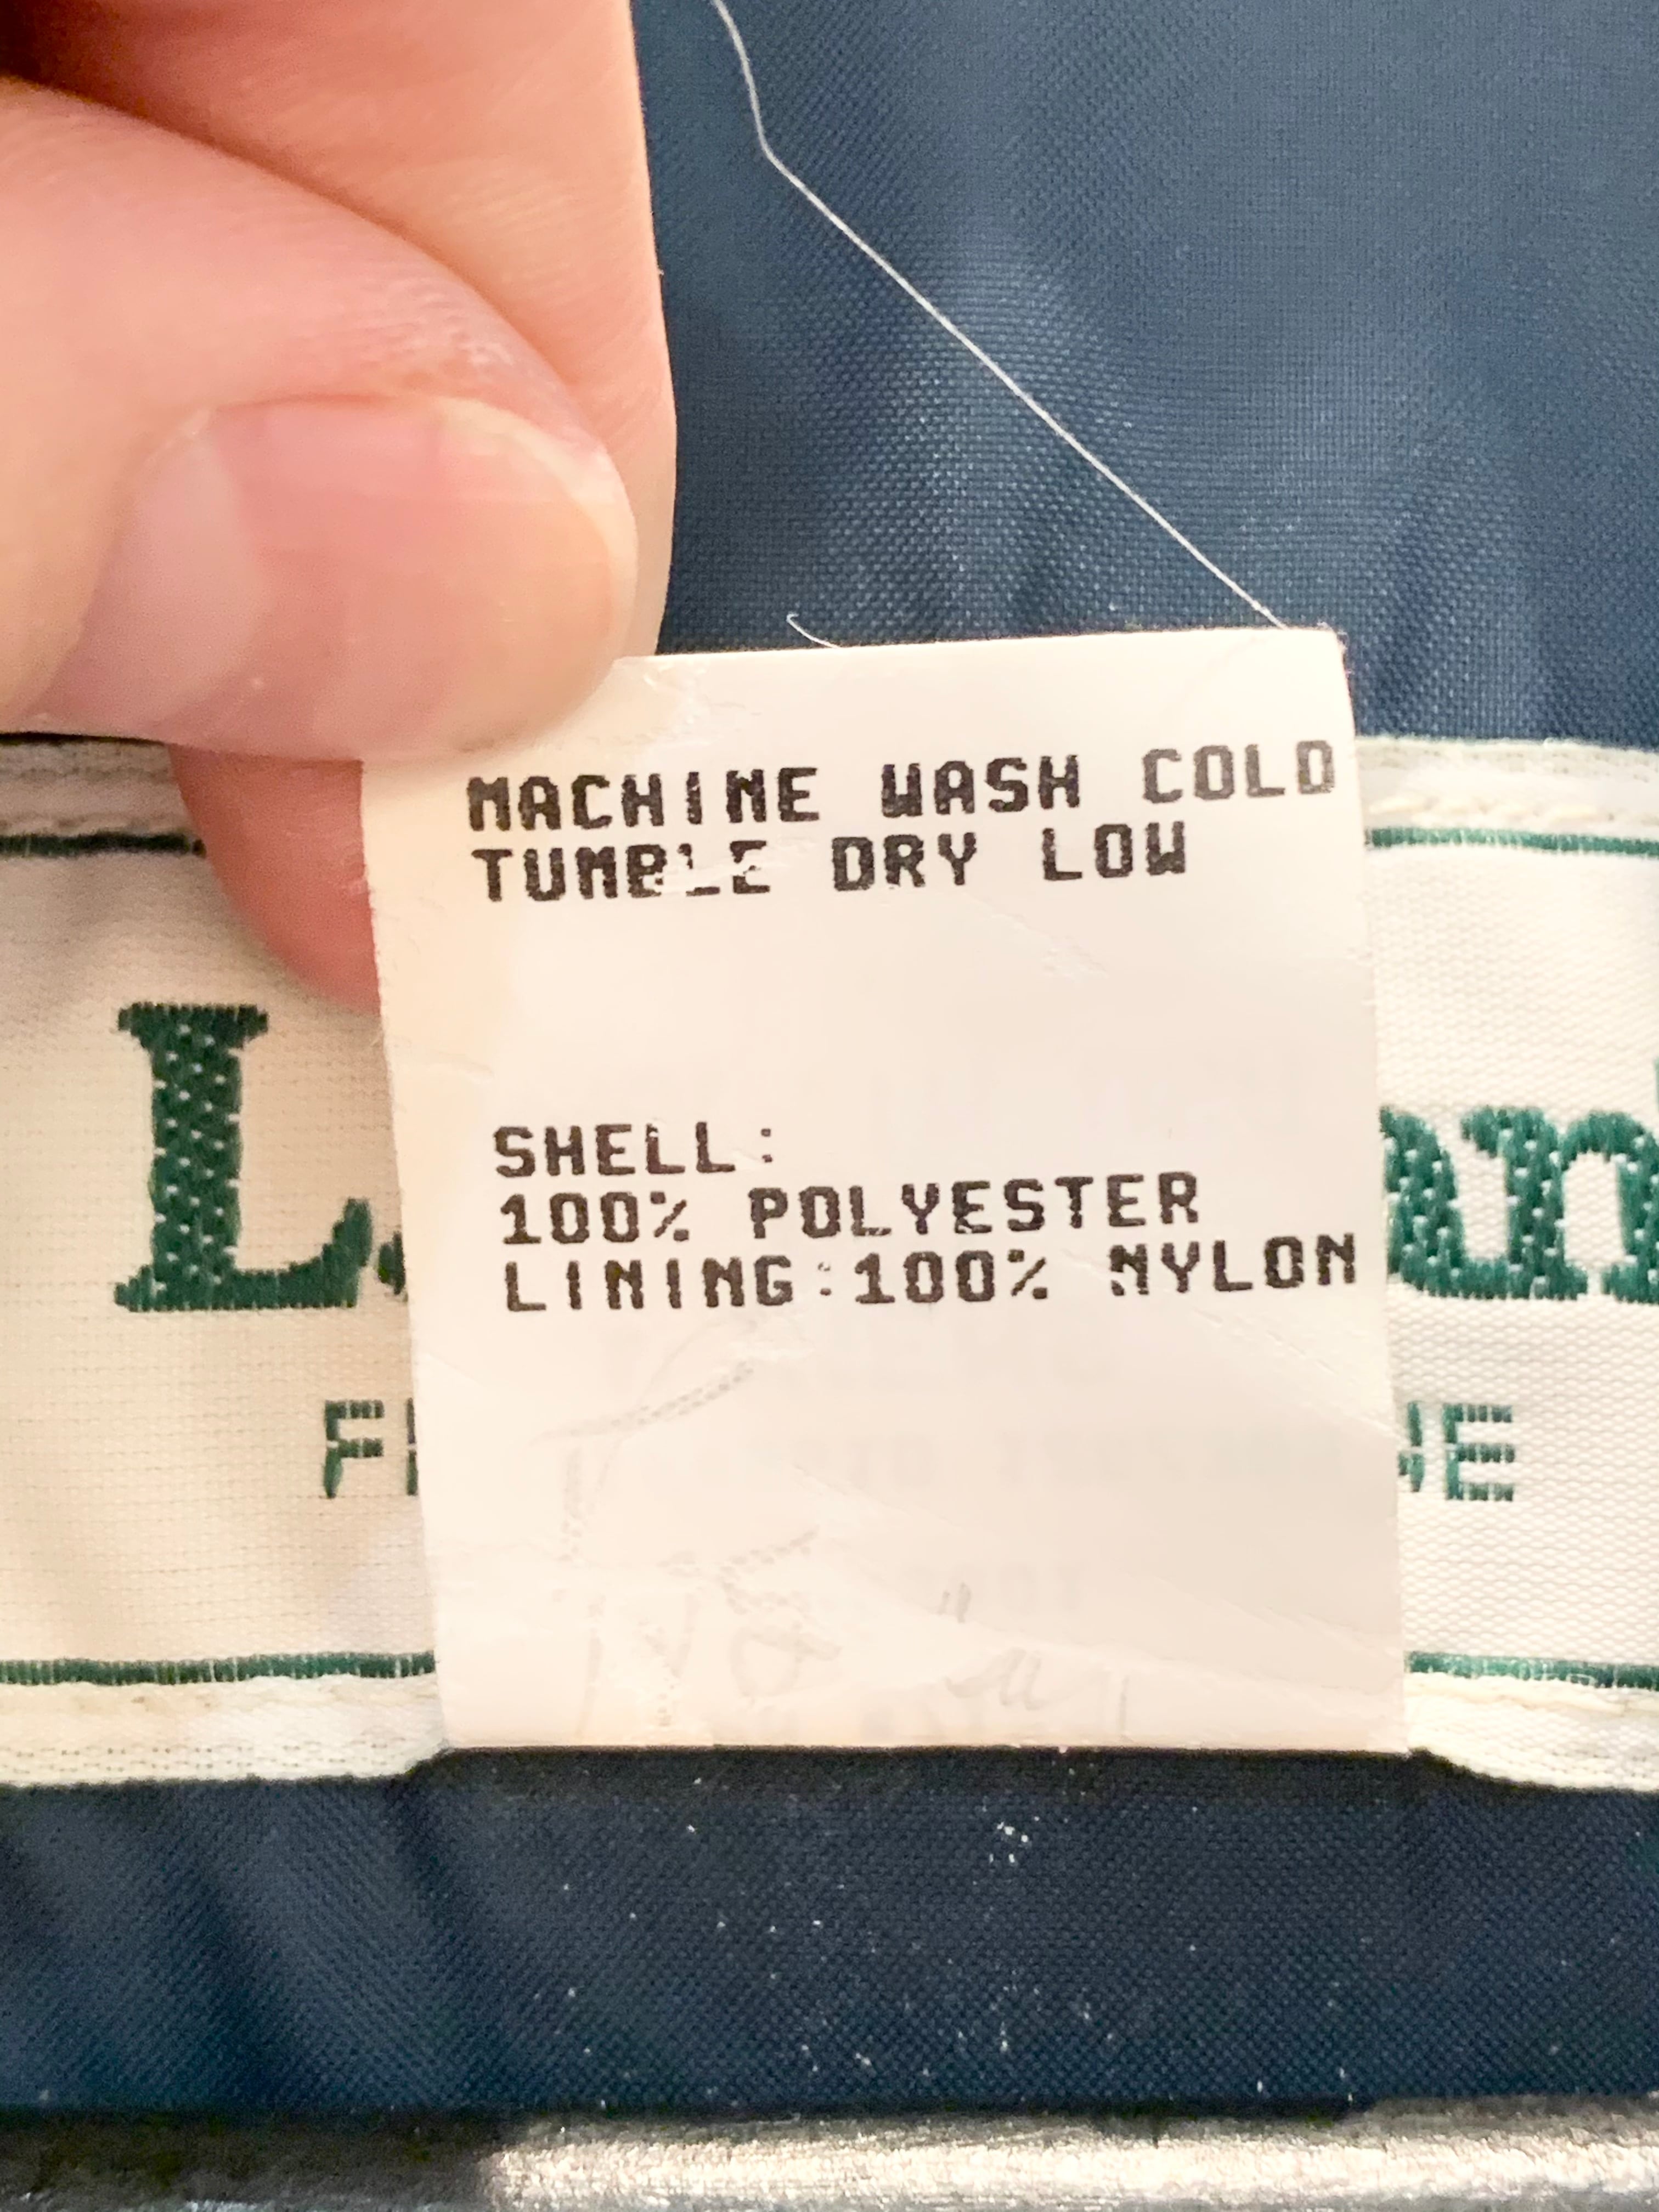 MACHINE WASH COLD
TUMBLE DRY LOW
SHELL:
100% POLYESTER
LINING:100% NYLON